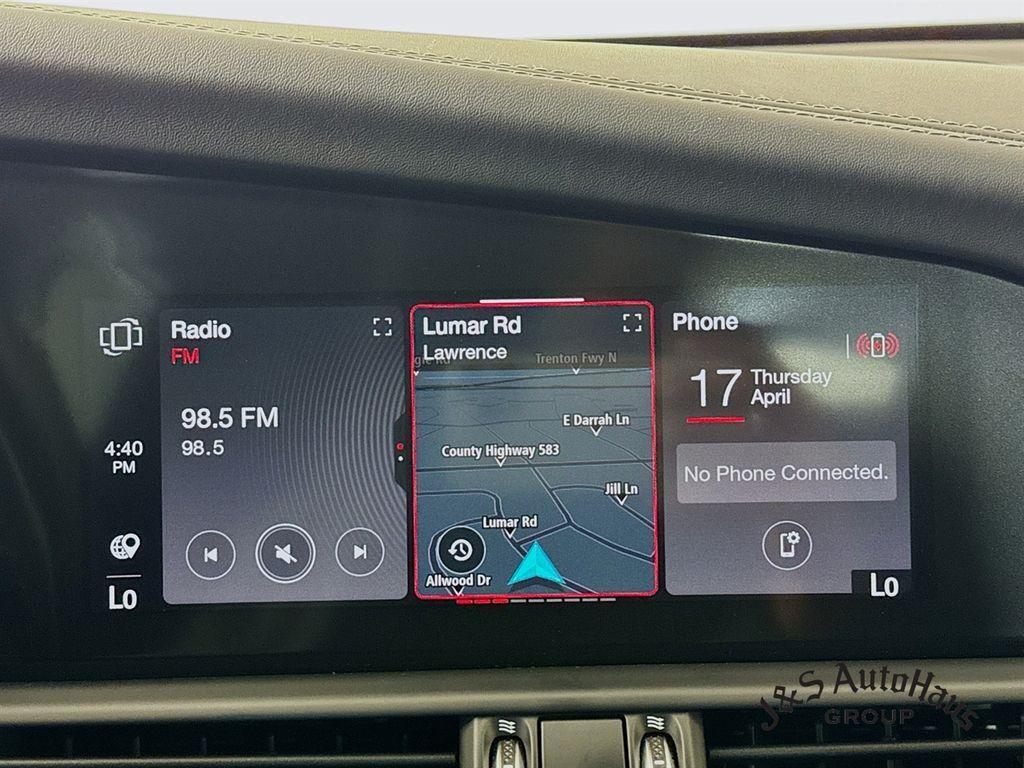 Radio
FM
98.5 FM
98.5
4:40
PM
Lo
Lumar Rd
Lawrence
Trenton Fwy N
E Darrah Ln
County Highway 583
Jill Ln
Lumar Rd
Allwood Dr
Phone
17
Thursday
April
No Phone Connected.
Lo
J&S AutoHaus
GROUP